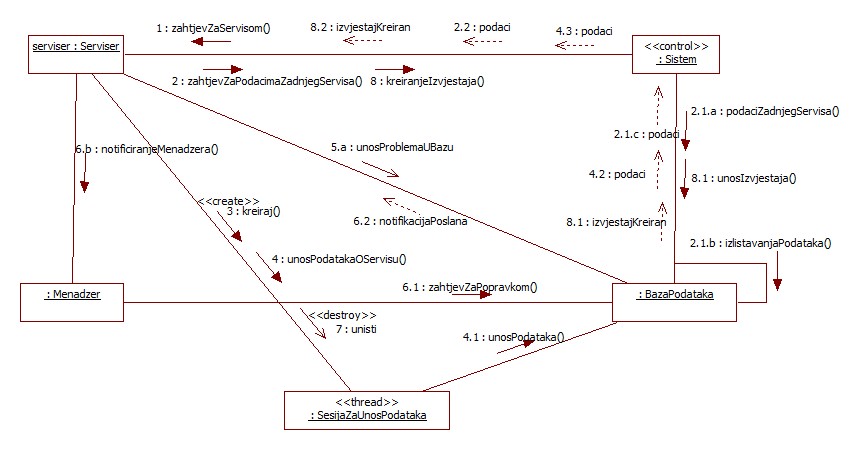 1 : zahtjevZaServisom()
8.2 : izvjestajKreiran
2.2 : podaci
4.3 : podaci
serviser : Serviser
<<control>>
: Sistem
2 : zahtjevZaPodacimaZadnjegServisa()
8 : kreiranjeIzvjestaja()
2.1.a : podaciZadnjegServisa()
2.1.c : podaci
6.b : notificiranjeMenadzera()
5.a : unosProblemaUBazu
4.2 : podaci
8.1 : unosIzvjestaja()
<<create>>
3 : kreiraj()
6.2 : notifikacijaPoslana
8.1 : izvjestajKreiran
2.1.b : izlistavanjaPodataka()
4 : unosPodatakaOServisu()
: Menadzer
6.1 : zahtjevZaPopravkom()
: BazaPodataka
<<destroy>>
7 : unisti
4.1 : unosPodataka()
<<thread>>
: SesijaZaUnosPodataka